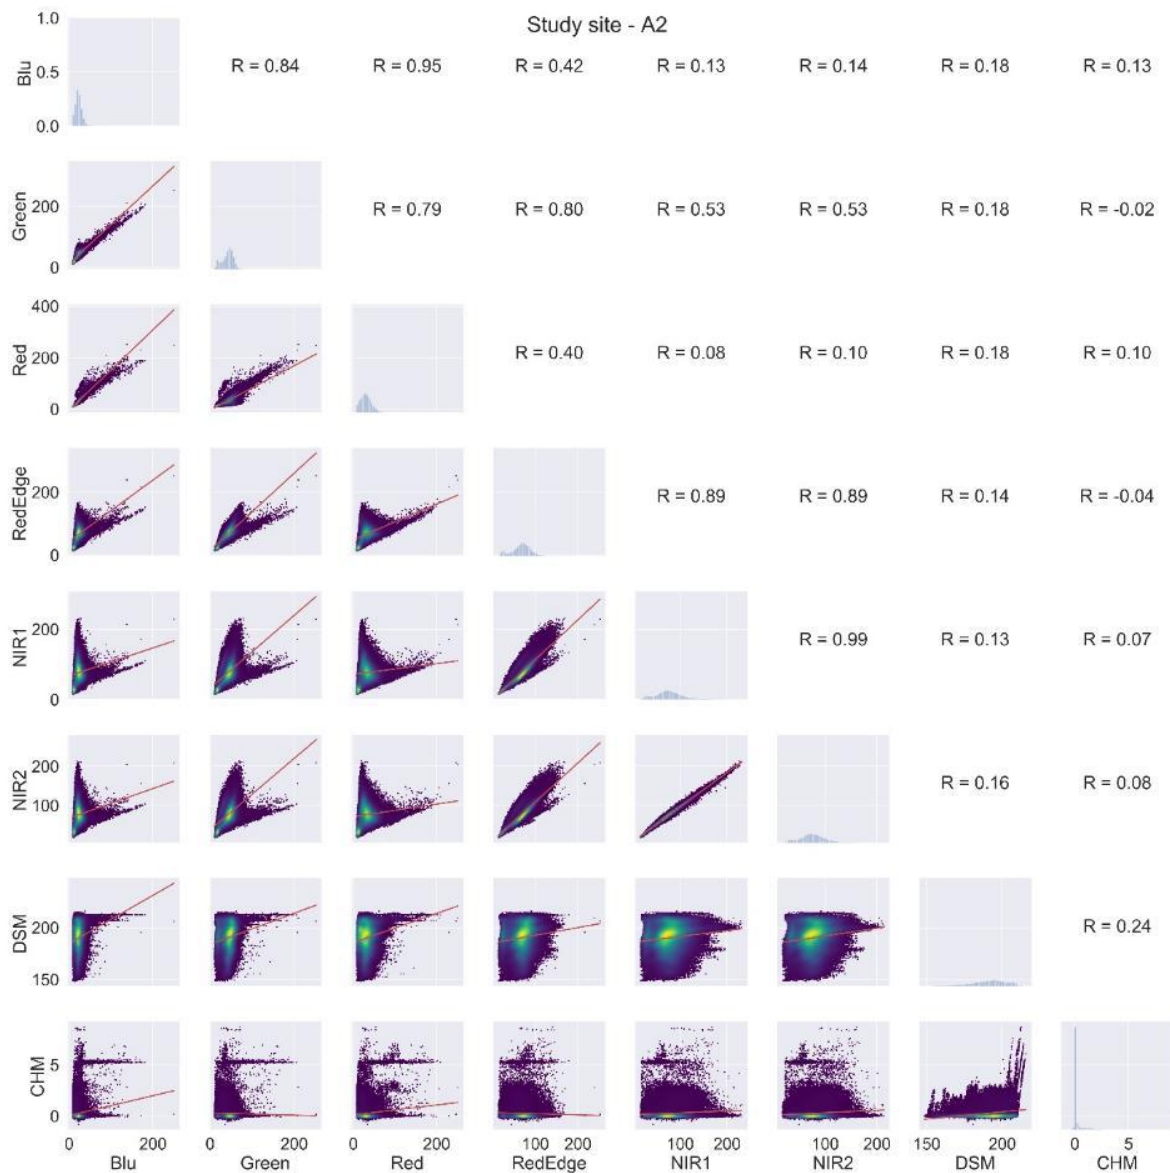 Study site - A2
1.0
Blu
0.5
0.0
R = 0.84 R = 0.95 R = 0.42 R = 0.13 R = 0.14 R = 0.18 R = 0.13
Green
200
0
R = 0.79 R = 0.80 R = 0.53 R = 0.53 R = 0.18 R = -0.02
Red
400
200
0
R = 0.40 R = 0.08 R = 0.10 R = 0.18 R = 0.10
RedEdge
200
0
R = 0.89 R = 0.89 R = 0.14 R = -0.04
NIR1
200
0
R = 0.99 R = 0.13 R = 0.07
NIR2
200
100
R = 0.16 R = 0.08
DSM
200
150
R = 0.24
CHM
5
0
0 200 0 200 0 200 100 200 100 200 100 200 150 200 0 5
Blu Green Red RedEdge NIR1 NIR2 DSM CHM